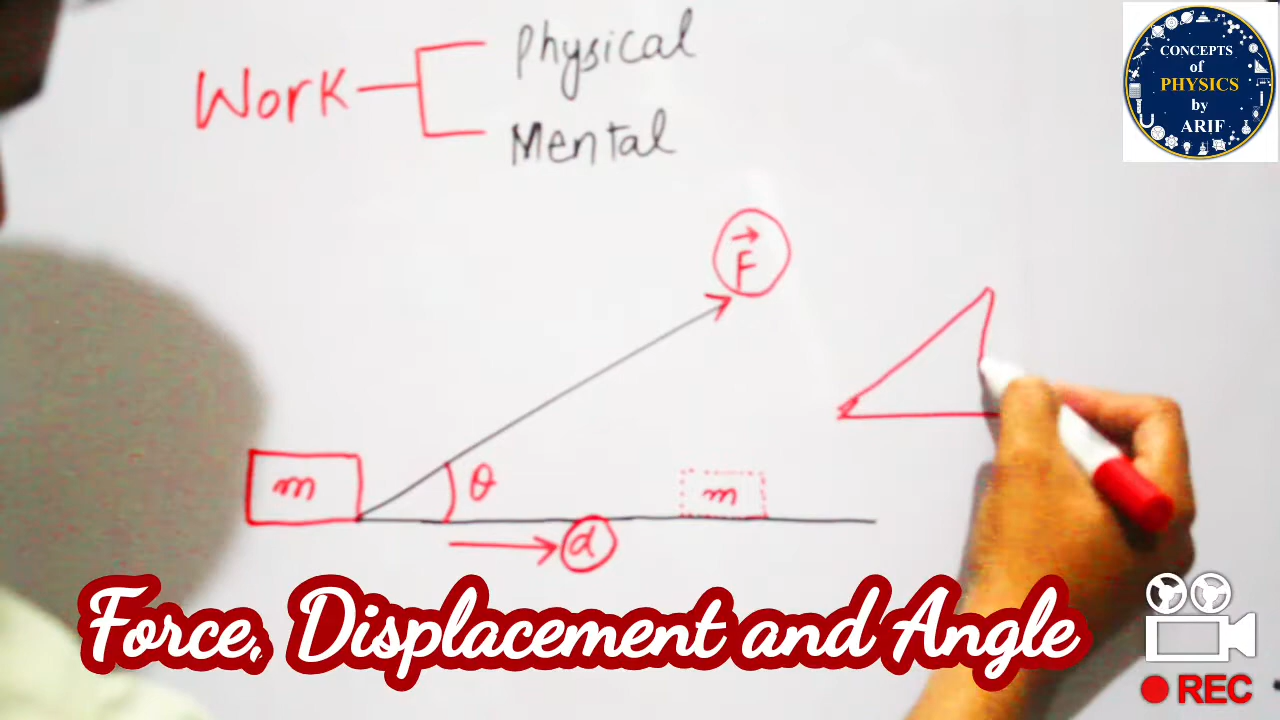 Work
Physical
Mental
CONCEPTS
of
PHYSICS
by
ARIF
F
m
θ
m
d
Force, Displacement and Angle
REC